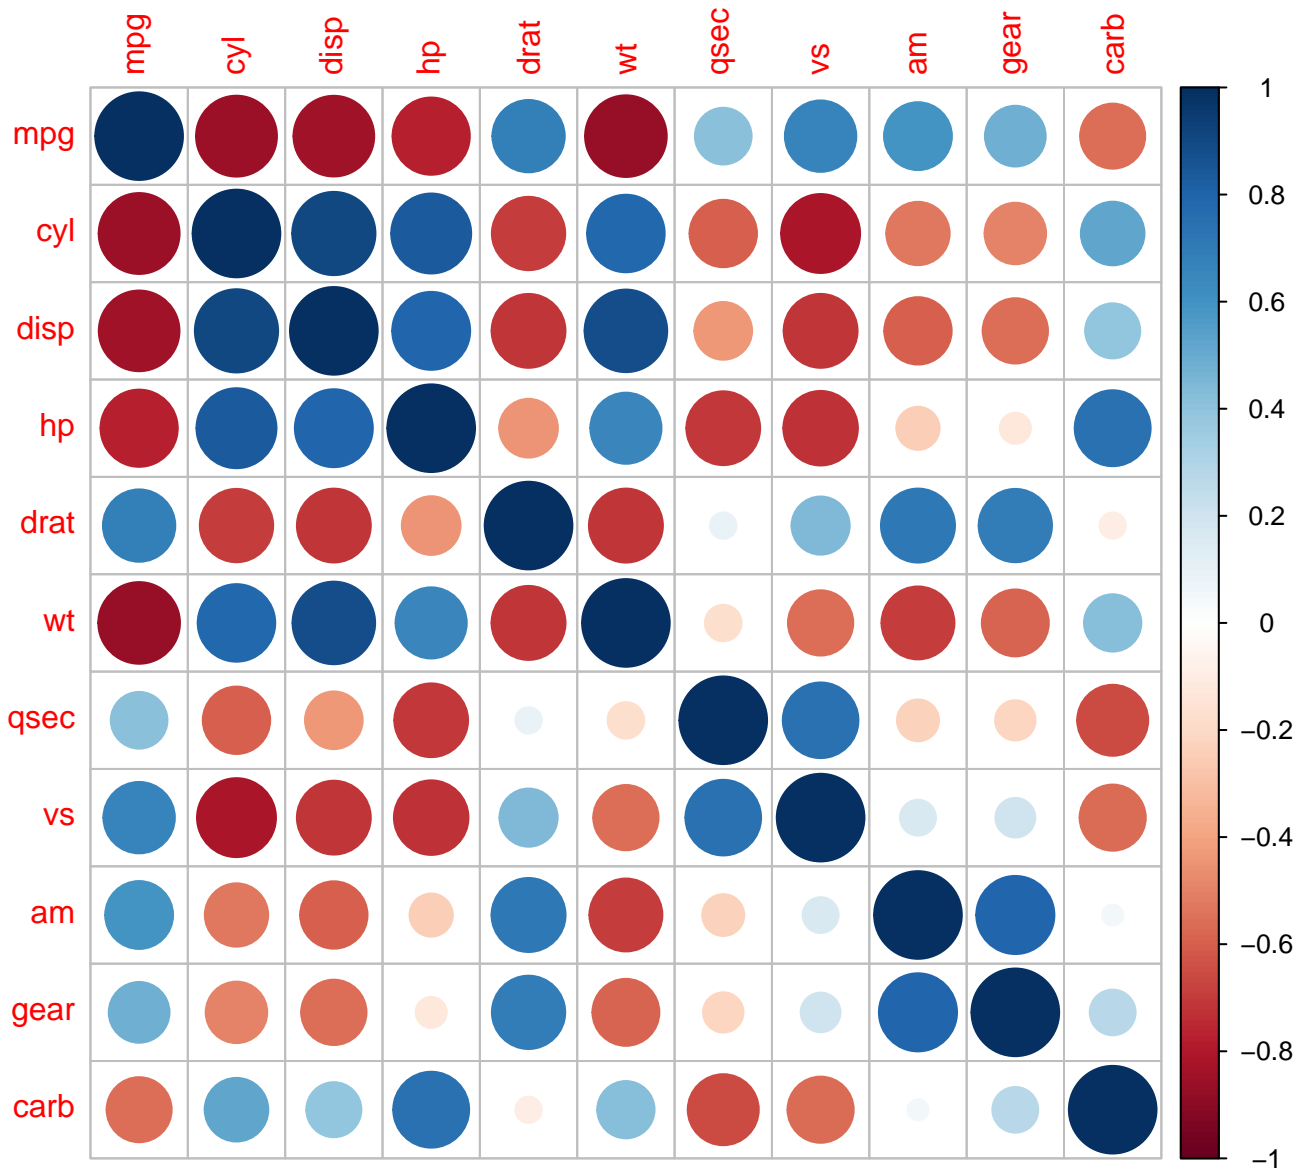 mpg cyl disp hp drat wt qsec vs am gear carb
mpg
cyl
disp
hp
drat
wt
qsec
vs
am
gear
carb
1
0.8
0.6
0.4
0.2
0
−0.2
−0.4
−0.6
−0.8
−1